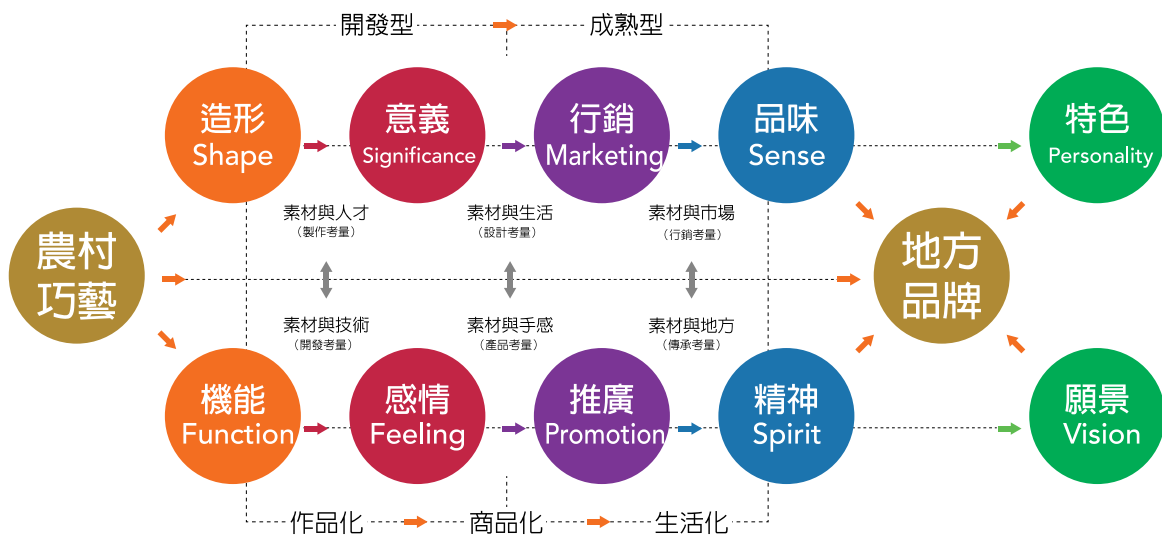 開發型
成熟型
造形
Shape
意義
Significance
行銷
Marketing
品味
Sense
特色
Personality
素材與人才
（製作考量）
素材與生活
（設計考量）
素材與市場
（行銷考量）
農村
巧藝
地方
品牌
素材與技術
（開發考量）
素材與手感
（產品考量）
素材與地方
（傳承考量）
機能
Function
感情
Feeling
推廣
Promotion
精神
Spirit
願景
Vision
作品化
商品化
生活化